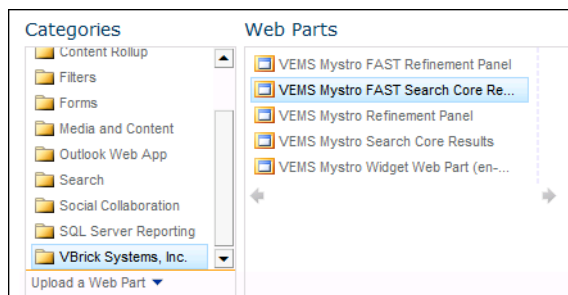 Categories
Content Rollup
Filters
Forms
Media and Content
Outlook Web App
Search
Social Collaboration
SQL Server Reporting
VBrick Systems, Inc.
Upload a Web Part
Web Parts
VEMS Mystro FAST Refinement Panel
VEMS Mystro FAST Search Core Re...
VEMS Mystro Refinement Panel
VEMS Mystro Search Core Results
VEMS Mystro Widget Web Part (en-...